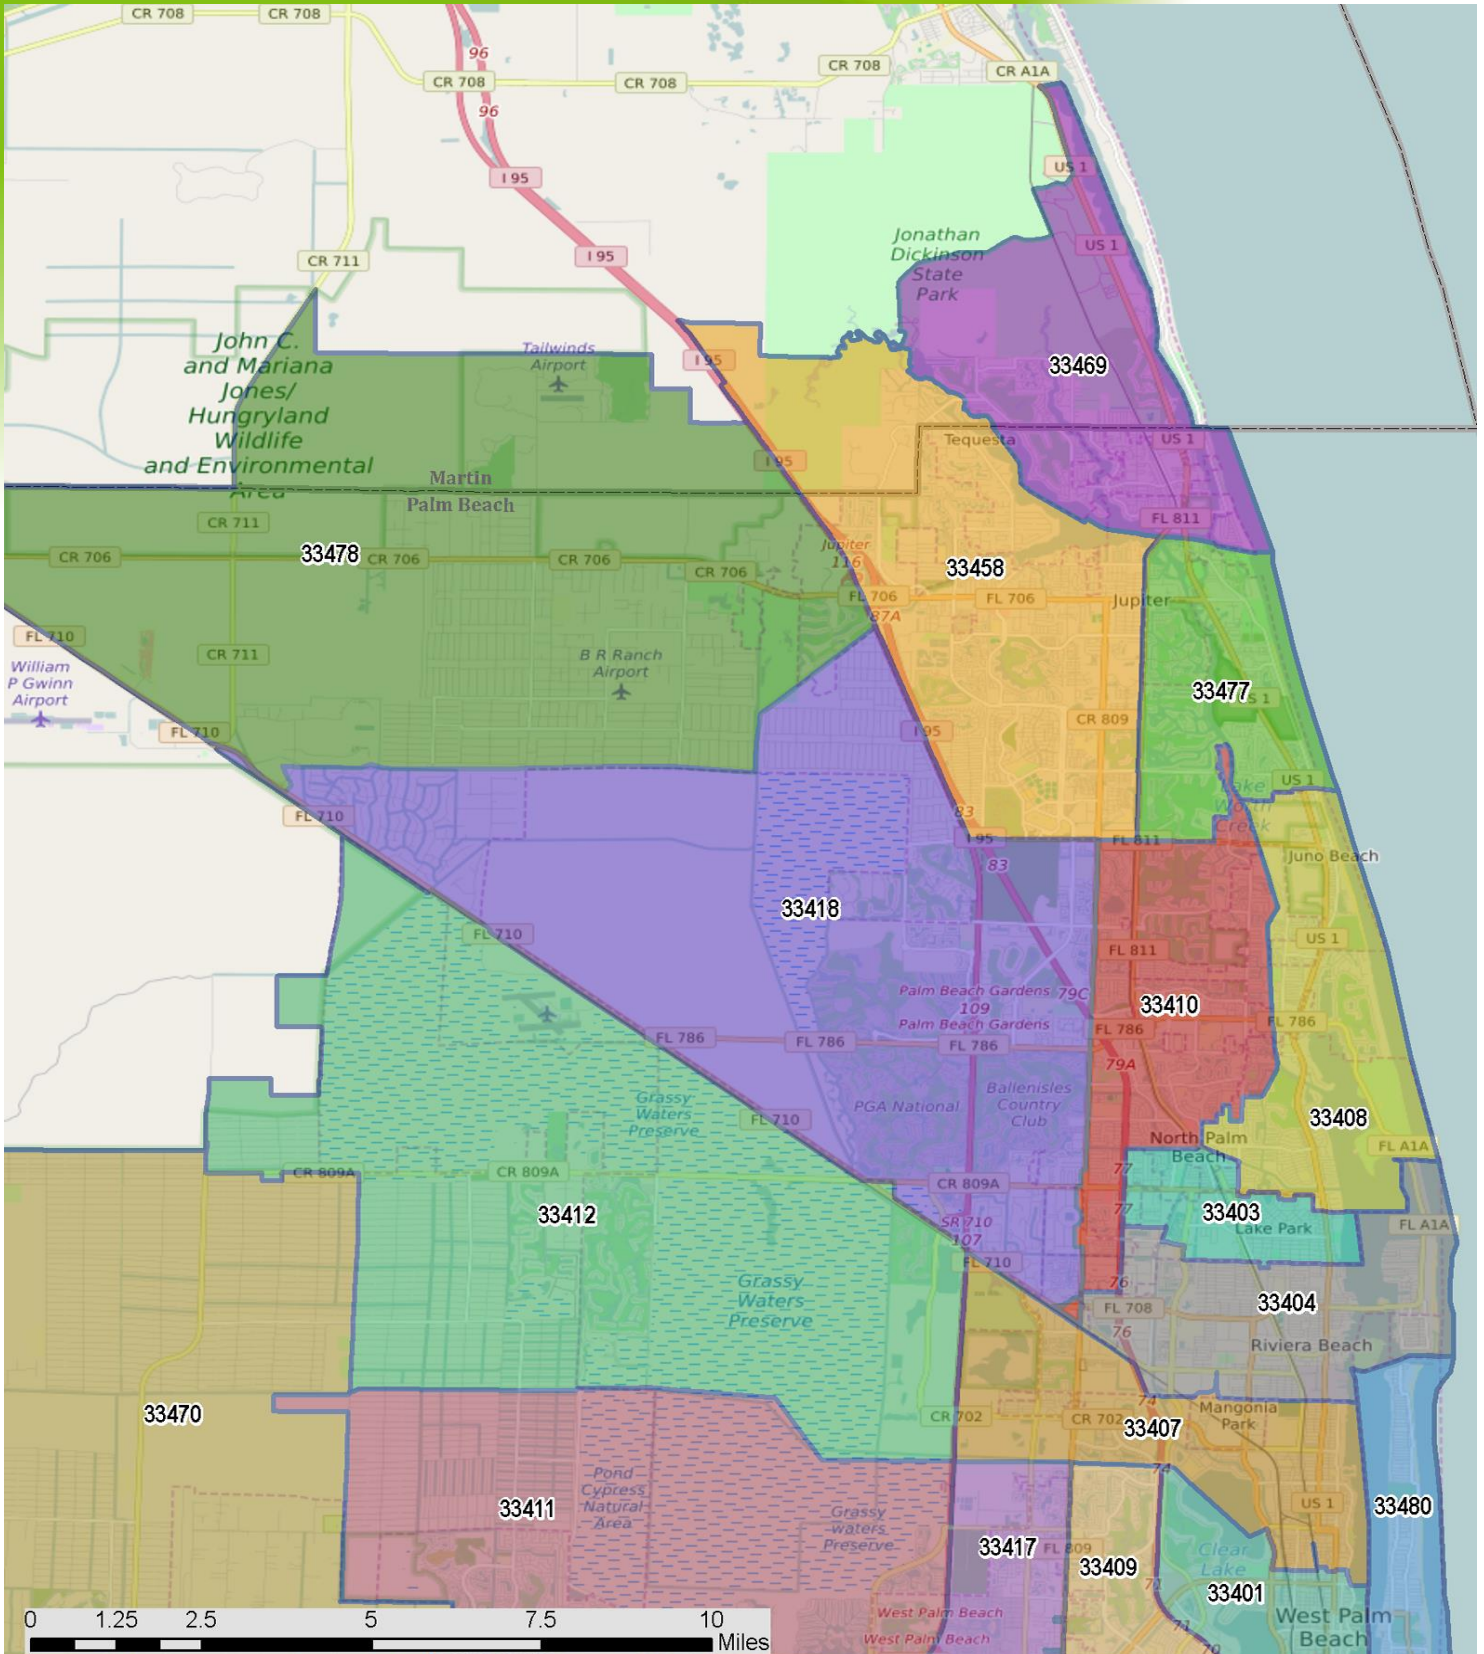 CR 708
CR 708
96
CR 708
CR 708
CR 708
CR A1A
96
I 95
US 1
Jonathan
Dickinson
State
Park
US 1
I 95
CR 711
John C.
and Mariana
Jones/
Hungryland
Wildlife
and Environmental
Area
Tailwinds
Airport
I 95
33469
Tequesta
US 1
I 95
Martin
Palm Beach
CR 711
FL 811
33478
CR 706
CR 706
CR 706
CR 706
Jupiter
116
33458
FL 706
FL 706
Jupiter
87A
FL 710
CR 711
William
P Gwinn
Airport
B R Ranch
Airport
33477
US 1
CR 809
FL 710
I 95
US 1
Lake
Worth
Creek
FL 710
83
I 95
FL 811
83
Juno Beach
33418
FL 710
FL 811
US 1
Palm Beach Gardens
109
Palm Beach Gardens
79C
33410
FL 786
FL 786
FL 786
FL 786
FL 786
79A
Grassy
Waters
Preserve
FL 710
PGA National
Ballenisles
Country
Club
33408
North Palm
Beach
FL A1A
CR 809A
CR 809A
CR 809A
77
33412
77
33403
Lake Park
FL A1A
SR 710
107
FL 710
Grassy
Waters
Preserve
76
FL 708
33404
76
Riviera Beach
33470
CR 702
CR 702
74
33407
Mangonia
Park
74
Pond
Cypress
Natural
Area
33411
Grassy
waters
Preserve
US 1
33480
33417
FL 809
33409
Clear
Lake
33401
71
West Palm Beach
West Palm Beach
71
70
West Palm
Beach
0 1.25 2.5 5 7.5 10
Miles